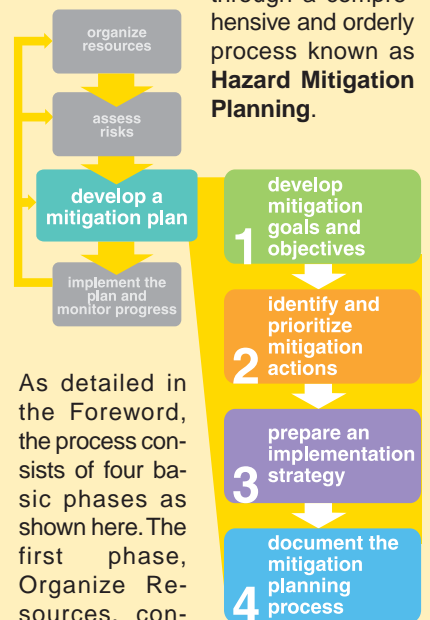 through a compre-
hensive and orderly
process known as
Hazard Mitigation
Planning.
organize
resources
assess
risks
develop a
mitigation plan
implement the
plan and
monitor progress
1
develop
mitigation
goals and
objectives
2
identify and
prioritize
mitigation
actions
3
prepare an
implementation
strategy
4
document the
mitigation
planning
process
As detailed in
the Foreword,
the process con-
sists of four ba-
sic phases as
shown here. The
first phase,
Organize Re-
sources, con-